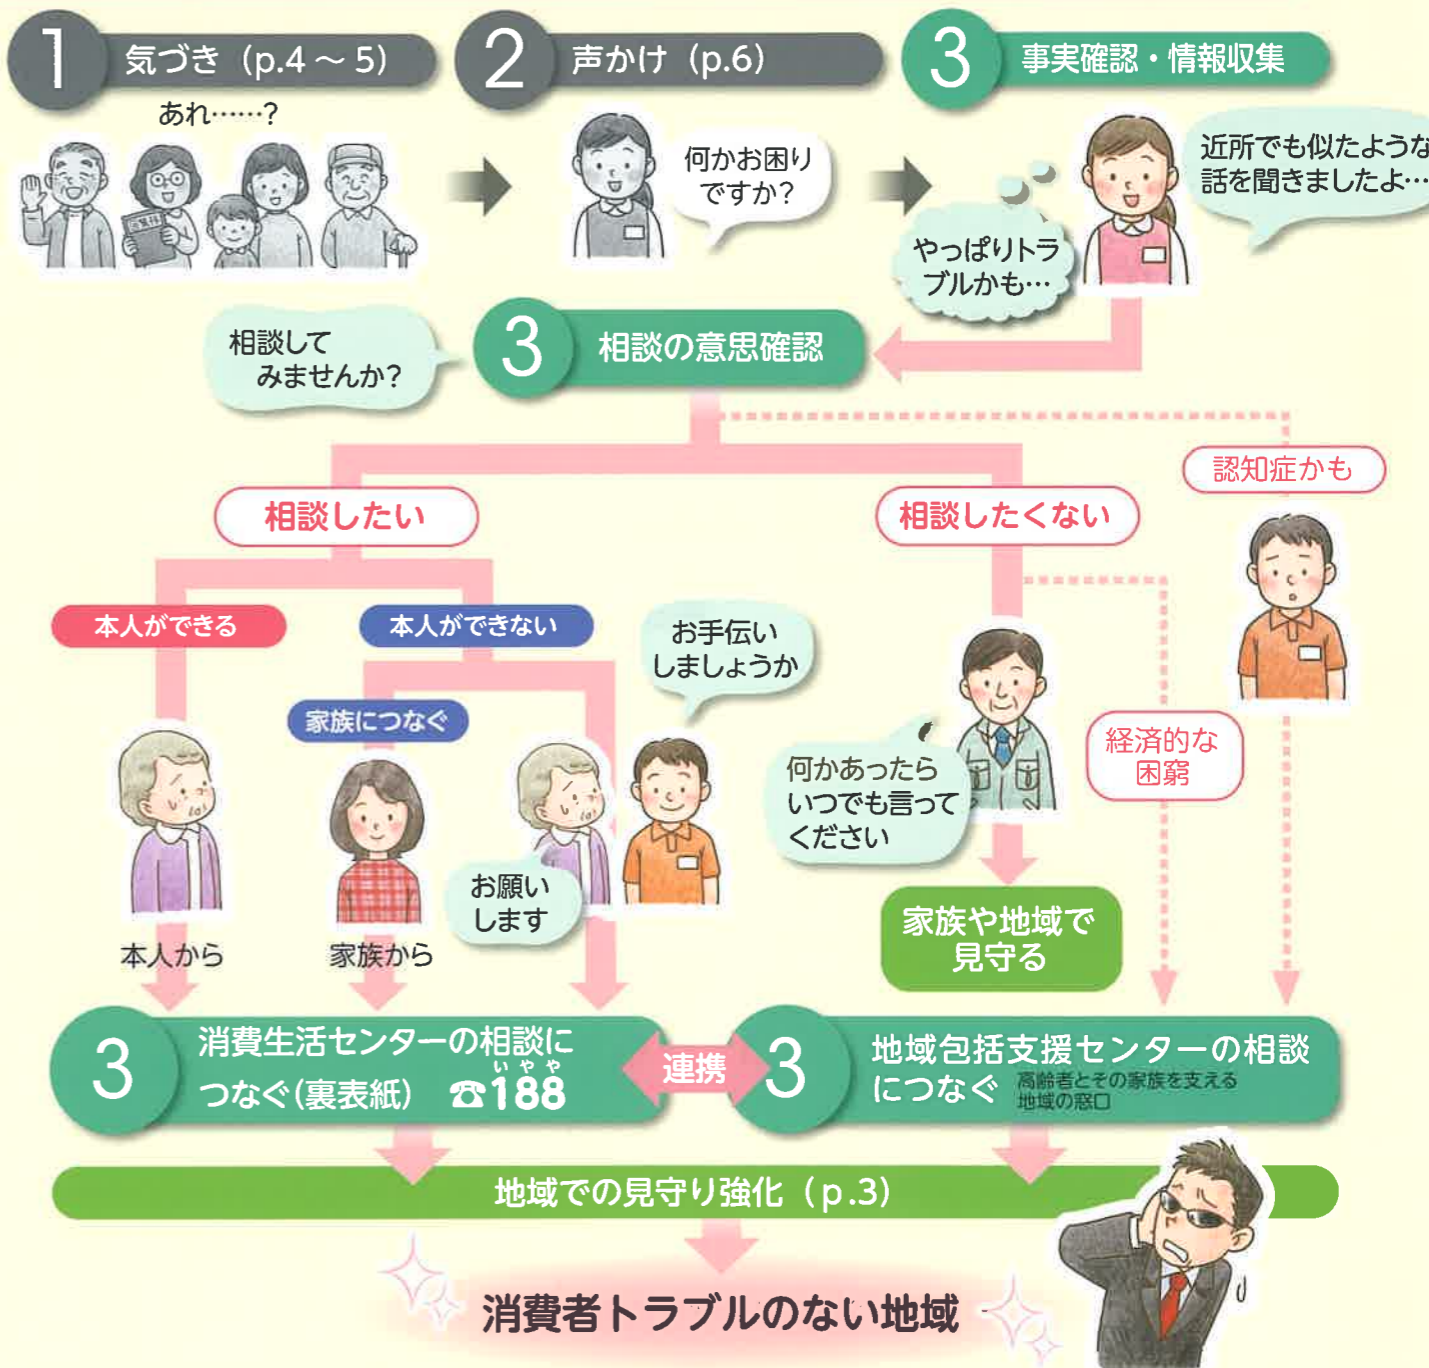 1 気づき（p.4～5）
あれ……?
2 声かけ（p.6）
何かお困り
ですか?
3 事実確認・情報収集
近所でも似たような
話を聞きましたよ…
やっぱりトラ
ブルかも…
相談して
みませんか?
3 相談の意思確認
認知症かも
相談したい
相談したくない
本人ができる
本人ができない
お手伝い
しましょうか
家族につなぐ
経済的な
困窮
何かあったら
いつでも言って
ください
お願い
します
家族や地域で
見守る
本人から
家族から
3 消費生活センターの相談に
つなぐ（裏表紙） ☎188
いやや
連携
3 地域包括支援センターの相談
につなぐ
高齢者とその家族を支える
地域の窓口
地域での見守り強化（p.3）
消費者トラブルのない地域